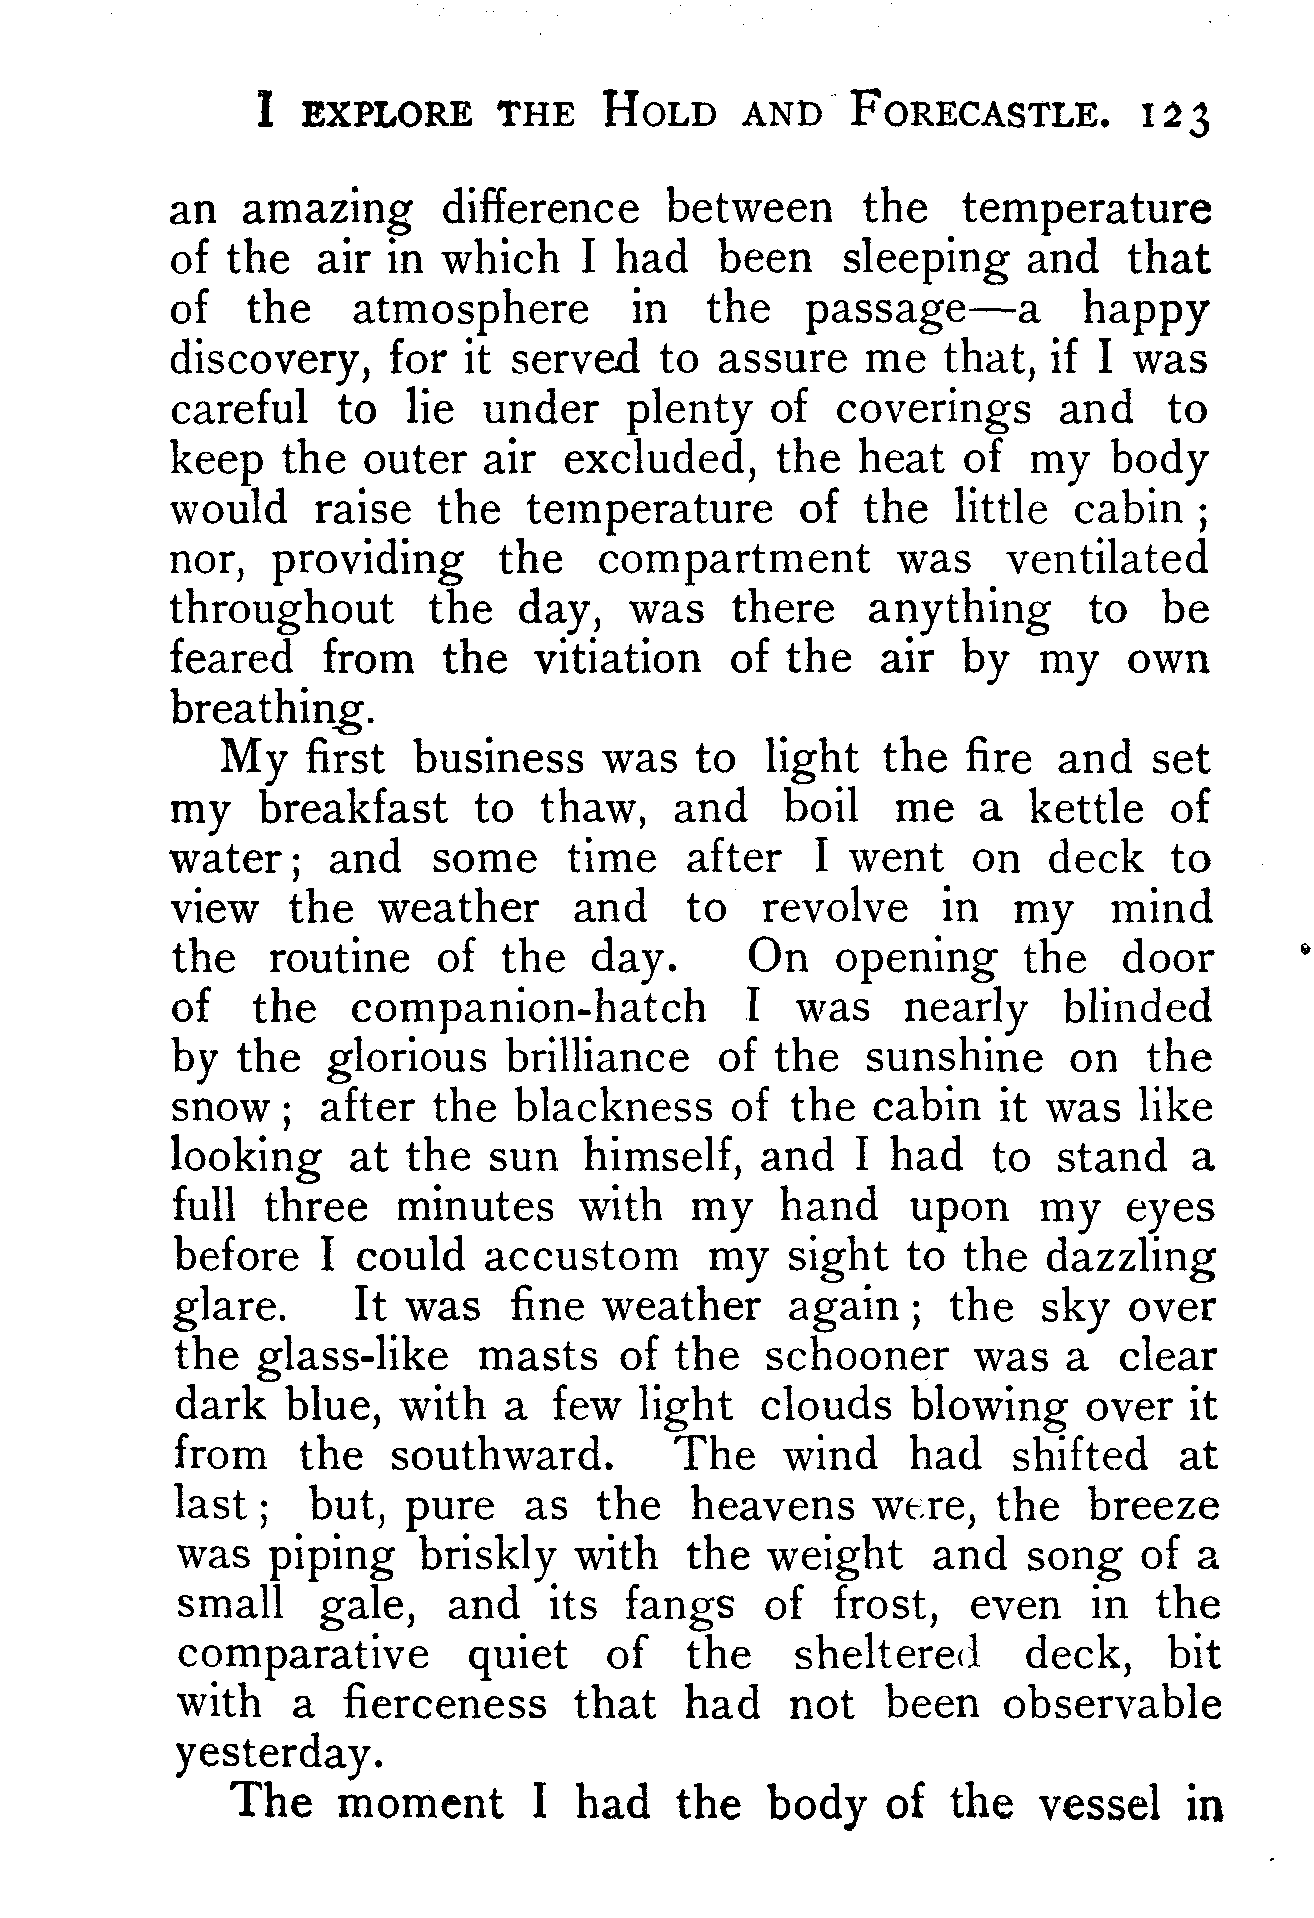 I EXPLORE THE HOLD AND FORECASTLE. 123
an amazing difference between the temperature
of the air in which I had been sleeping and that
of the atmosphere in the passage—a happy
discovery, for it served to assure me that, if I was
careful to lie under plenty of coverings and to
keep the outer air excluded, the heat of my body
would raise the temperature of the little cabin ;
nor, providing the compartment was ventilated
throughout the day, was there anything to be
feared from the vitiation of the air by my own
breathing.
My first business was to light the fire and set
my breakfast to thaw, and boil me a kettle of
water ; and some time after I went on deck to
view the weather and to revolve in my mind
the routine of the day. On opening the door
of the companion-hatch I was nearly blinded
by the glorious brilliance of the sunshine on the
snow ; after the blackness of the cabin it was like
looking at the sun himself, and I had to stand a
full three minutes with my hand upon my eyes
before I could accustom my sight to the dazzling
glare. It was fine weather again ; the sky over
the glass-like masts of the schooner was a clear
dark blue, with a few light clouds blowing over it
from the southward. The wind had shifted at
last ; but, pure as the heavens were, the breeze
was piping briskly with the weight and song of a
small gale, and its fangs of frost, even in the
comparative quiet of the sheltered deck, bit
with a fierceness that had not been observable
yesterday.
The moment I had the body of the vessel in